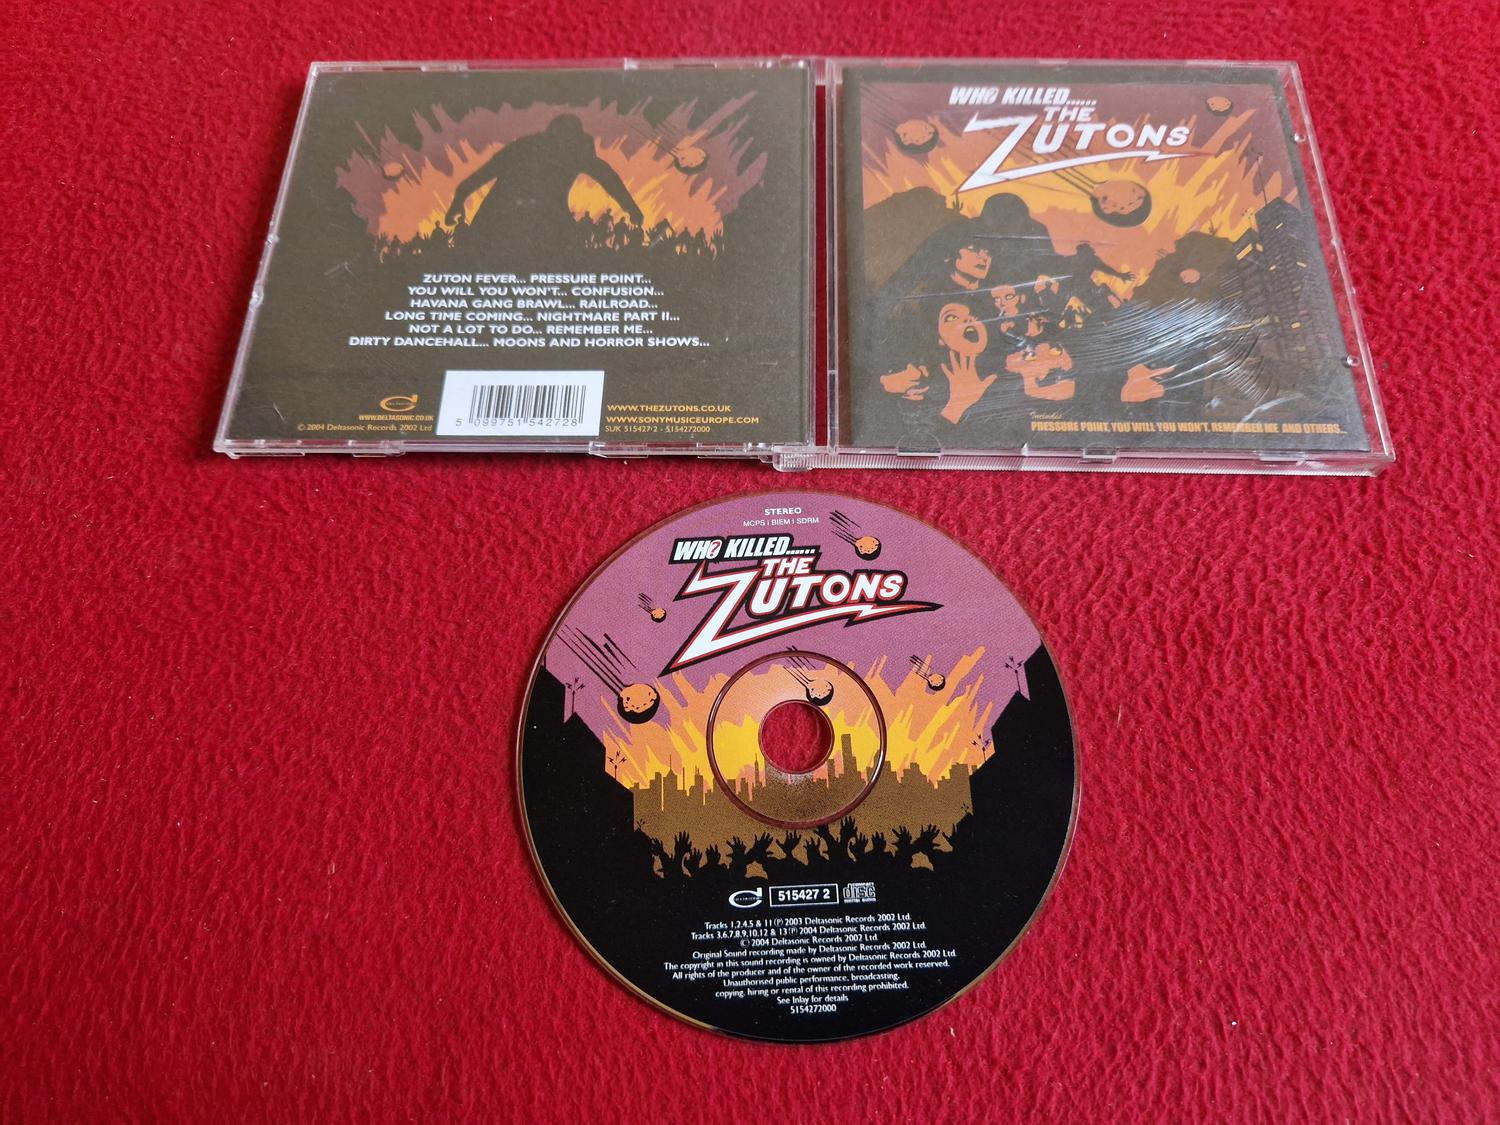 ZUTON FEVER... PRESSURE POINT...
YOU WILL YOU WON'T... CONFUSION...
HAVANA GANG BRAWL... RAILROAD...
LONG TIME COMING... NIGHTMARE PART II...
NOT A LOT TO DO... REMEMBER ME...
DIRTY DANCEHALL... MOONS AND HORROR SHOWS...
WWW.DELTASONIC.CO.UK
© 2004 Deltasonic Records 2002 Ltd
5 099751 542728
WWW.THEZUTONS.CO.UK
WWW.SONYMUSICEUROPE.COM
SUK 515427 2 - 5154272000
WHO KILLED......
THE
ZUTONS
Includes...
PRESSURE POINT, YOU WILL YOU WON'T, REMEMBER ME AND OTHERS...
STEREO
MCPS | BIEM | SDRM
WHO KILLED......
THE
ZUTONS
515427 2
COMPACT
disc
DIGITAL AUDIO
Tracks 1,2,4,5 & 11 ℗ 2003 Deltasonic Records 2002 Ltd.
Tracks 3,6,7,8,9,10,12 & 13 ℗ 2004 Deltasonic Records 2002 Ltd.
© 2004 Deltasonic Records 2002 Ltd.
Original Sound recording made by Deltasonic Records 2002 Ltd.
The copyright in this sound recording is owned by Deltasonic Records 2002 Ltd.
All rights of the producer and of the owner of the recorded work reserved.
Unauthorised public performance, broadcasting,
copying, hiring or rental of this recording prohibited.
See Inlay for details
5154272000